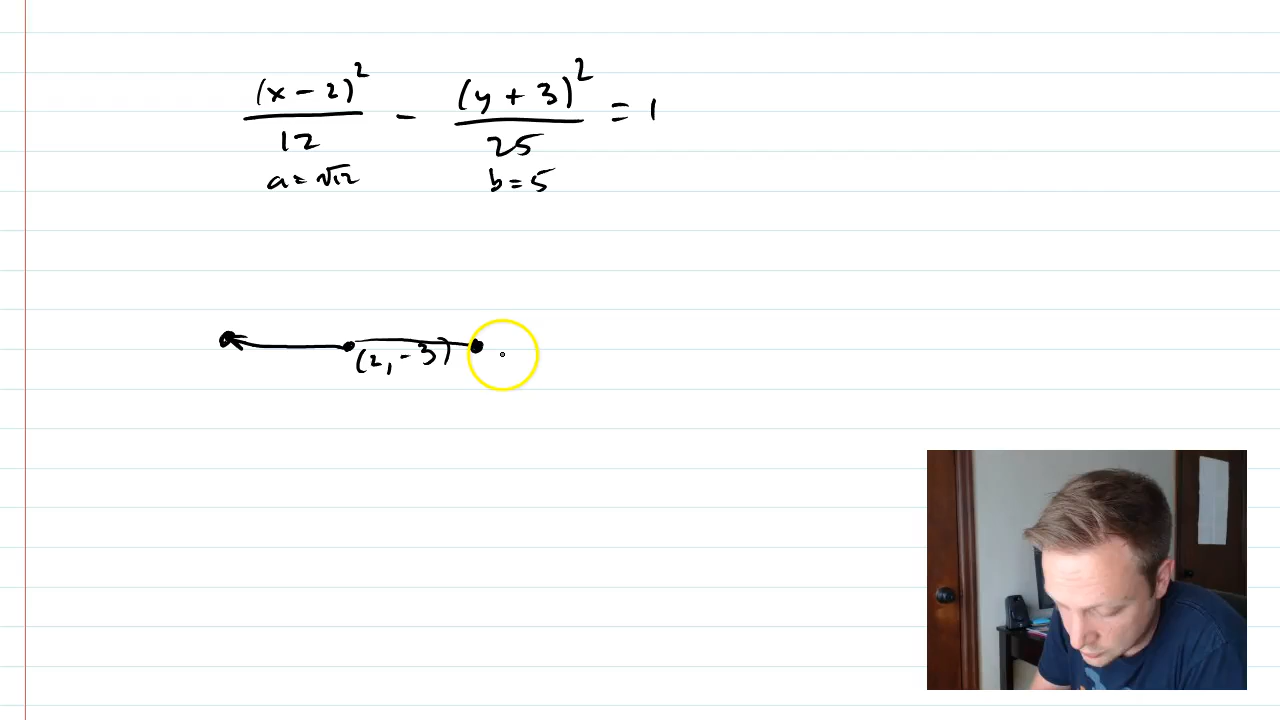 (x - 2)² / 12 - (y + 3)² / 25 = 1
a = √12 b = 5
(2, -3)